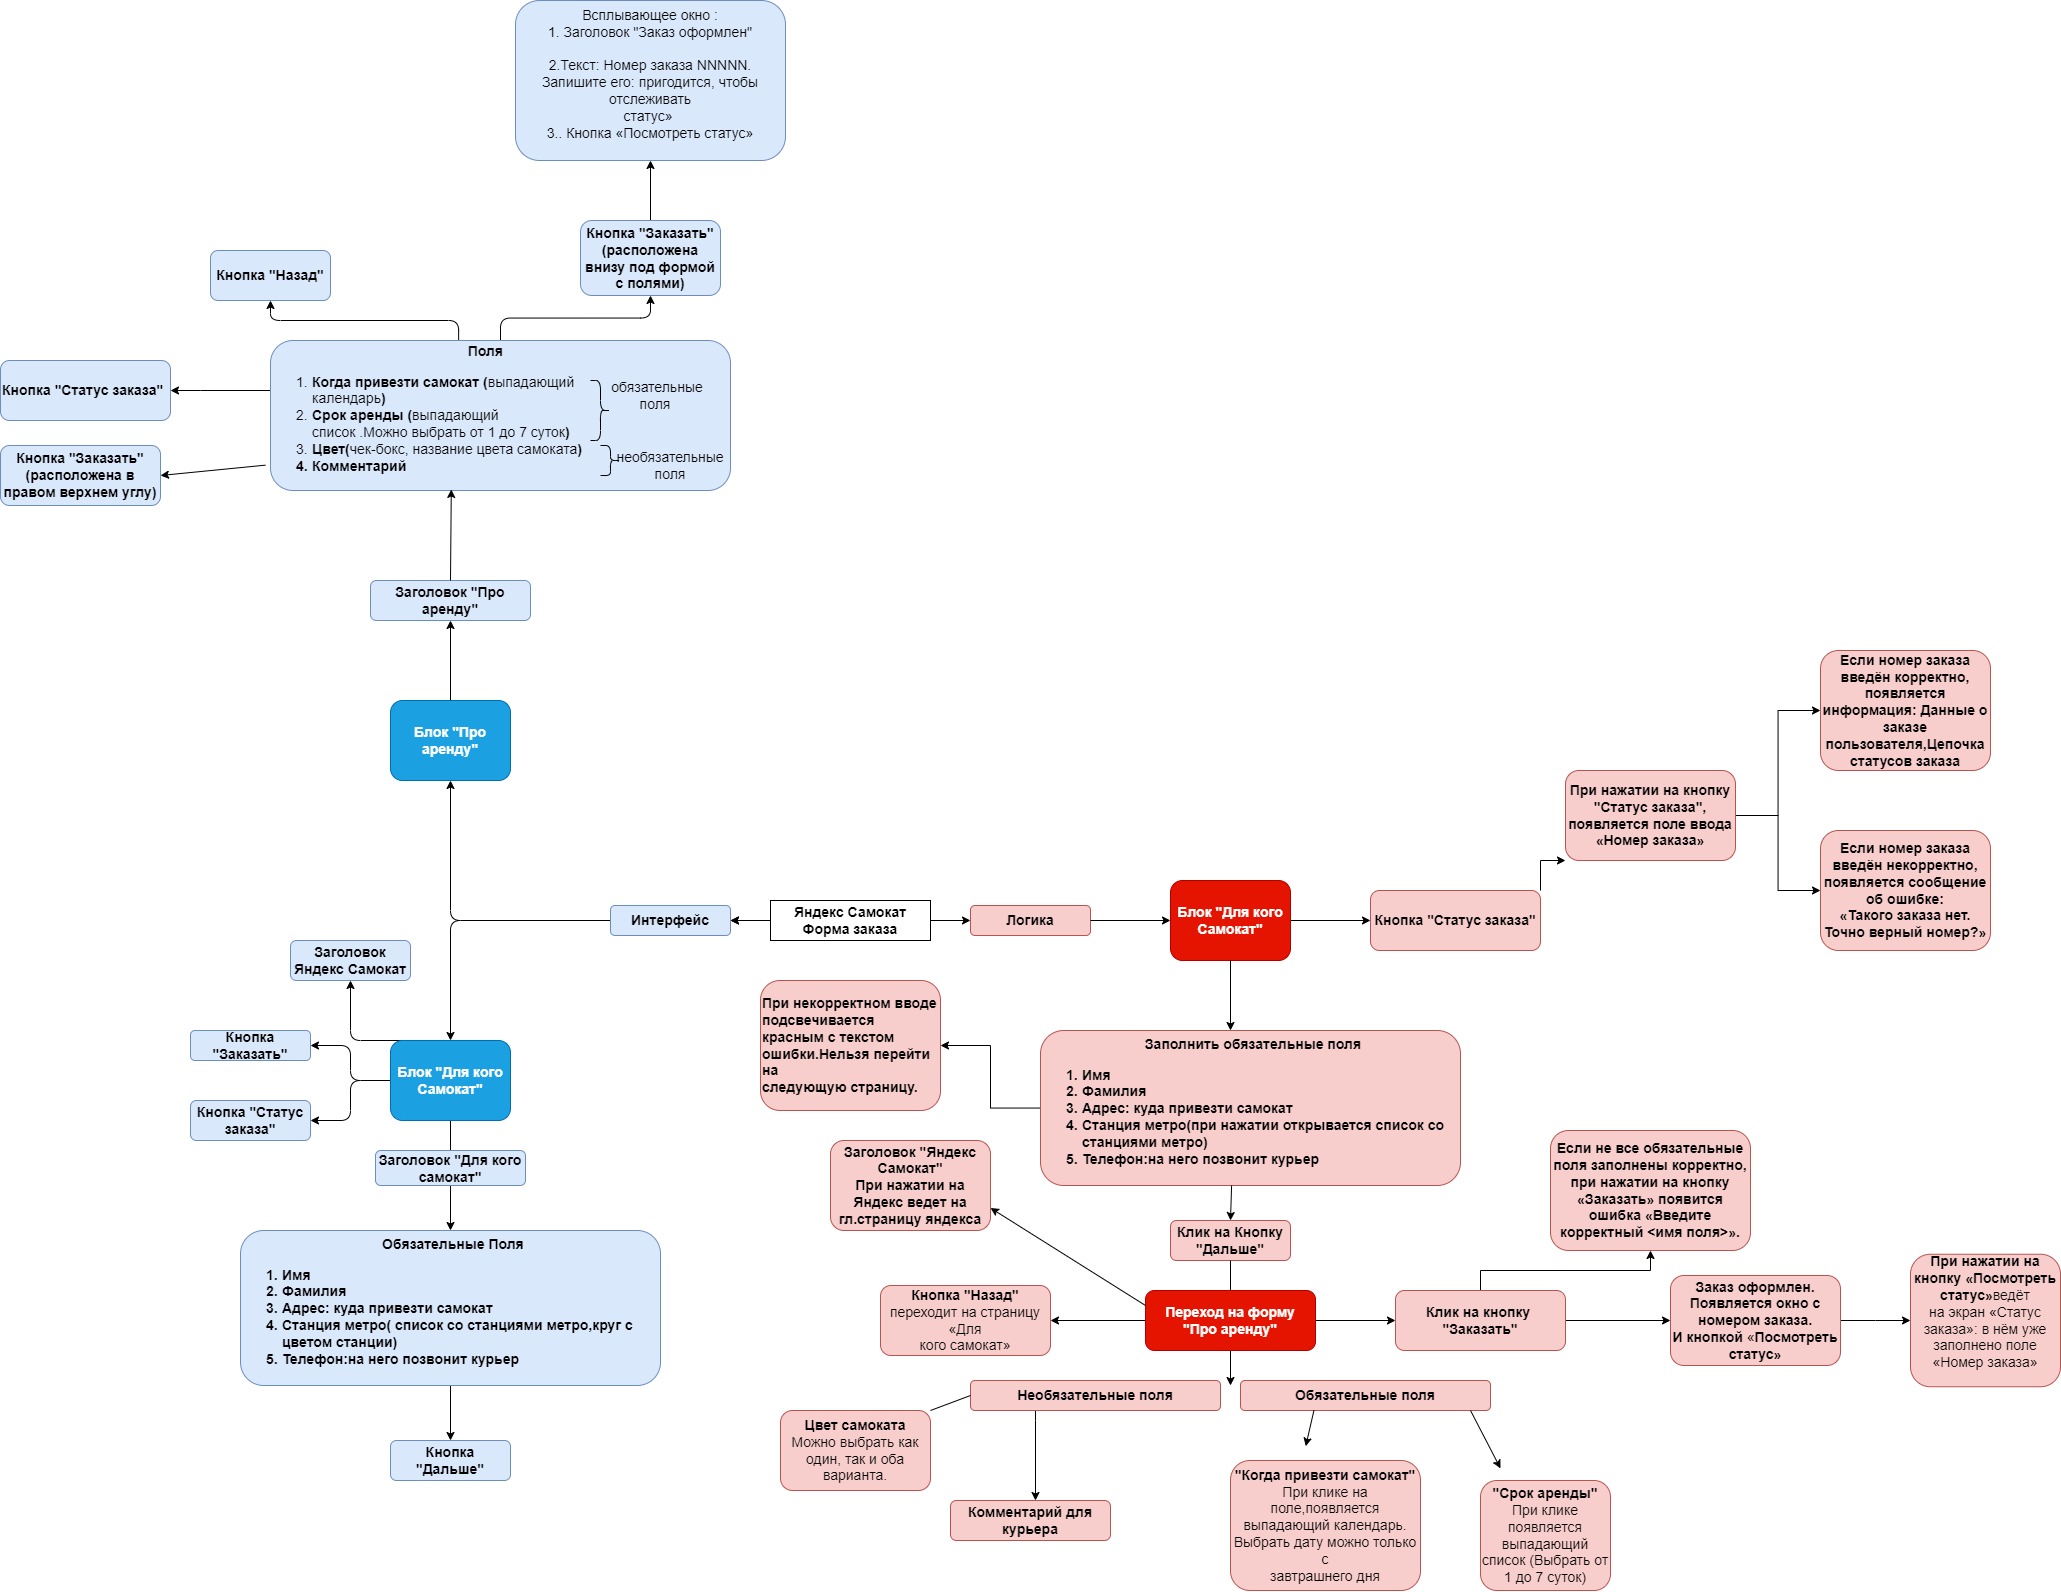 Всплывающее окно :
1. Заголовок "Заказ оформлен"
2.Текст: Номер заказа NNNNN.
Запишите его: пригодится, чтобы
отслеживать
статус»
3.. Кнопка «Посмотреть статус»
Кнопка "Заказать"
(расположена
внизу под формой
с полями)
Кнопка "Назад"
Поля
1. Когда привезти самокат (выпадающий
календарь)
2. Срок аренды (выпадающий
список .Можно выбрать от 1 до 7 суток)
3. Цвет(чек-бокс, название цвета самоката)
4. Комментарий
обязательные
поля
необязательные
поля
Кнопка "Статус заказа"
Кнопка "Заказать"
(расположена в
правом верхнем углу)
Заголовок "Про
аренду"
Блок "Про
аренду"
Интерфейс
Яндекс Самокат
Форма заказа
Логика
Блок "Для кого
Самокат"
Кнопка "Статус заказа"
При нажатии на кнопку
"Статус заказа",
появляется поле ввода
«Номер заказа»
Если номер заказа
введён корректно,
появляется
информация: Данные о
заказе
пользователя,Цепочка
статусов заказа
Если номер заказа
введён некорректно,
появляется сообщение
об ошибке:
«Такого заказа нет.
Точно верный номер?»
Заголовок
Яндекс Самокат
Кнопка
"Заказать"
Блок "Для кого
Самокат"
Кнопка "Статус
заказа"
Заголовок "Для кого
самокат"
Обязательные Поля
1. Имя
2. Фамилия
3. Адрес: куда привезти самокат
4. Станция метро( список со станциями метро,круг с
цветом станции)
5. Телефон:на него позвонит курьер
Кнопка
"Дальше"
При некорректном вводе
подсвечивается
красным с текстом
ошибки.Нельзя перейти
на
следующую страницу.
Заполнить обязательные поля
1. Имя
2. Фамилия
3. Адрес: куда привезти самокат
4. Станция метро(при нажатии открывается список со
станциями метро)
5. Телефон:на него позвонит курьер
Заголовок "Яндекс
Самокат"
При нажатии на
Яндекс ведет на
гл.страницу яндекса
Клик на Кнопку
"Дальше"
Если не все обязательные
поля заполнены корректно,
при нажатии на кнопку
«Заказать» появится
ошибка «Введите
корректный <имя поля>».
Кнопка "Назад"
переходит на страницу
«Для
кого самокат»
Переход на форму
"Про аренду"
Клик на кнопку
"Заказать"
Заказ оформлен.
Появляется окно с
номером заказа.
И кнопкой «Посмотреть
статус»
При нажатии на
кнопку «Посмотреть
статус»ведёт
на экран «Статус
заказа»: в нём уже
заполнено поле
«Номер заказа»
Необязательные поля
Обязательные поля
Цвет самоката
Можно выбрать как
один, так и оба
варианта.
Комментарий для
курьера
"Когда привезти самокат"
При клике на
поле,появляется
выпадающий календарь.
Выбрать дату можно только
с
завтрашнего дня
"Срок аренды"
При клике
появляется
выпадающий
список (Выбрать от
1 до 7 суток)